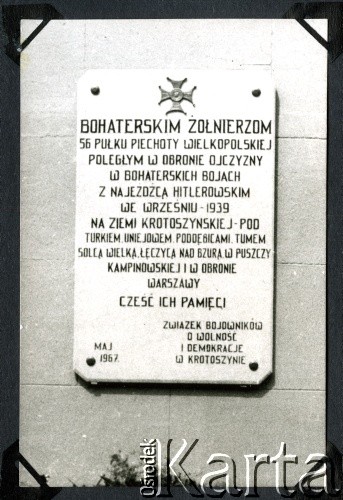 BOHATERSKIM ŻOŁNIERZOM
56 PUŁKU PIECHOTY WIELKOPOLSKIEJ
POLEGŁYM W OBRONIE OJCZYZNY
W BOHATERSKICH BOJACH
Z NAJEŹDŹCĄ HITLEROWSKIM
WE WRZEŚNIU - 1939
NA ZIEMI KROTOSZYŃSKIEJ - POD
TURKIEM, UNIEJOWEM, PODDĘBICAMI, TUMEM
SOLCĄ WIELKĄ, ŁĘCZYCĄ NAD BZURĄ W PUSZCZY
KAMPINOWSKIEJ I W OBRONIE
WARSZAWY
CZEŚĆ ICH PAMIĘCI
ZWIĄZEK BOJOWNIKÓW
O WOLNOŚĆ
I DEMOKRACJE
W KROTOSZYNIE
MAJ
1967.
Ośrodek
Karta